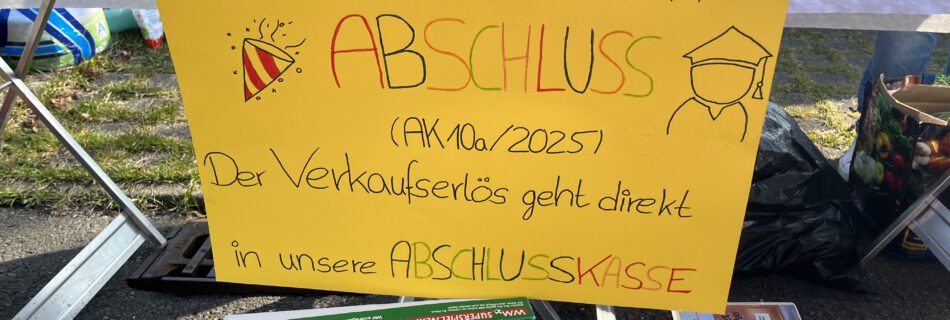 ABSCHLUSS
(AK10a/2025)
Der Verkaufserlös geht direkt
in unsere ABSCHLUSSKASSE